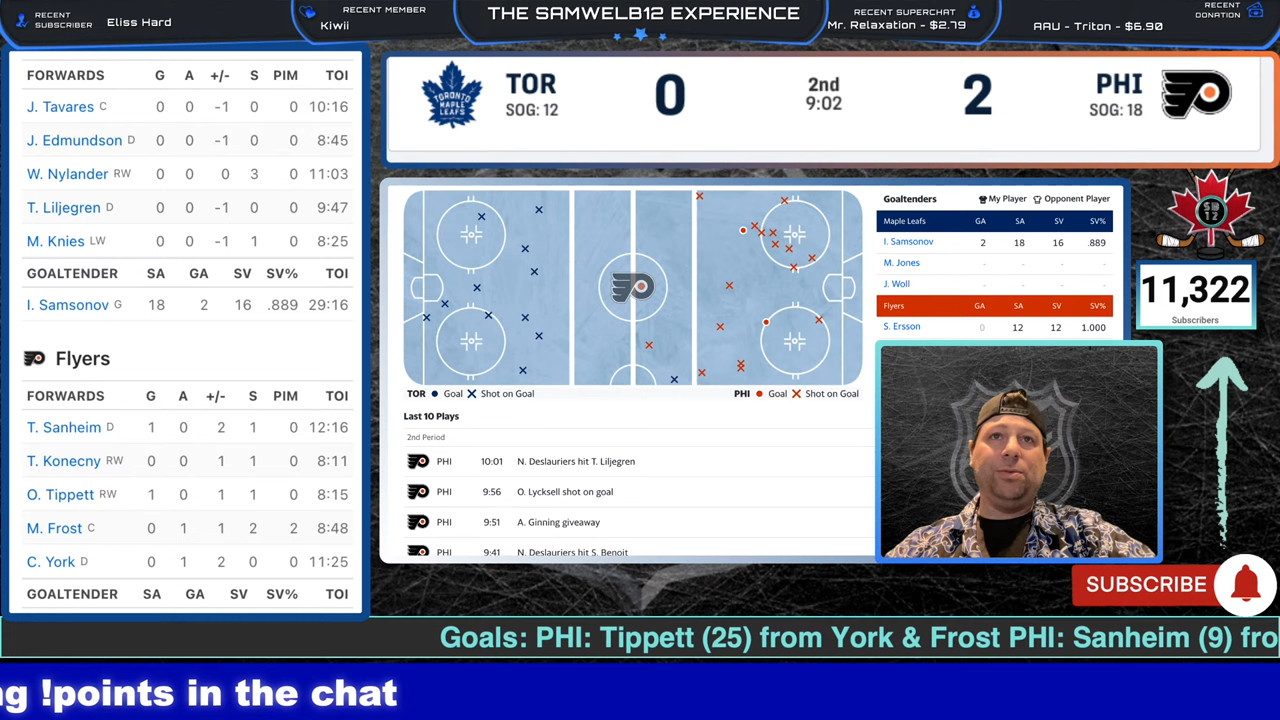 RECENT SUBSCRIBER
Eliss Hard
RECENT MEMBER
Kiwii
THE SAMWELB12 EXPERIENCE
RECENT SUPERCHAT
Mr. Relaxation - $2.79
AAU - Triton - $6.90
RECENT DONATION
FORWARDS G A +/- S PIM TOI
J. Tavares C 0 0 -1 0 0 10:16
J. Edmundson D 0 0 -1 0 0 8:45
W. Nylander RW 0 0 0 3 0 11:03
T. Liljegren D 0 0 -1 0 0 9:47
M. Knies LW 0 0 -1 1 0 8:25
GOALTENDER SA GA SV SV% TOI
I. Samsonov G 18 2 16 .889 29:16
Flyers
FORWARDS G A +/- S PIM TOI
T. Sanheim D 1 0 2 1 0 12:16
T. Konecny RW 0 0 1 1 0 8:11
O. Tippett RW 1 0 1 1 0 8:15
M. Frost C 0 1 1 2 2 8:48
C. York D 0 1 2 0 0 11:25
GOALTENDER SA GA SV SV% TOI
TORONTO MAPLE LEAFS
TOR
SOG: 12
0
2nd
9:02
2
PHI
SOG: 18
TOR Goal Shot on Goal
PHI Goal Shot on Goal
Last 10 Plays
2nd Period
PHI 10:01 N. Deslauriers hit T. Liljegren
PHI 9:56 O. Lycksell shot on goal
PHI 9:51 A. Ginning giveaway
PHI 9:41 N. Deslauriers hit S. Benoit
Goaltenders My Player Opponent Player
Maple Leafs GA SA SV SV%
I. Samsonov 2 18 16 .889
M. Jones - - - -
J. Woll - - - -
Flyers GA SA SV SV%
S. Ersson 0 12 12 1.000
SB
12
11,322
Subscribers
NHL
SUBSCRIBE
Goals: PHI: Tippett (25) from York & Frost PHI: Sanheim (9) fro
ng !points in the chat